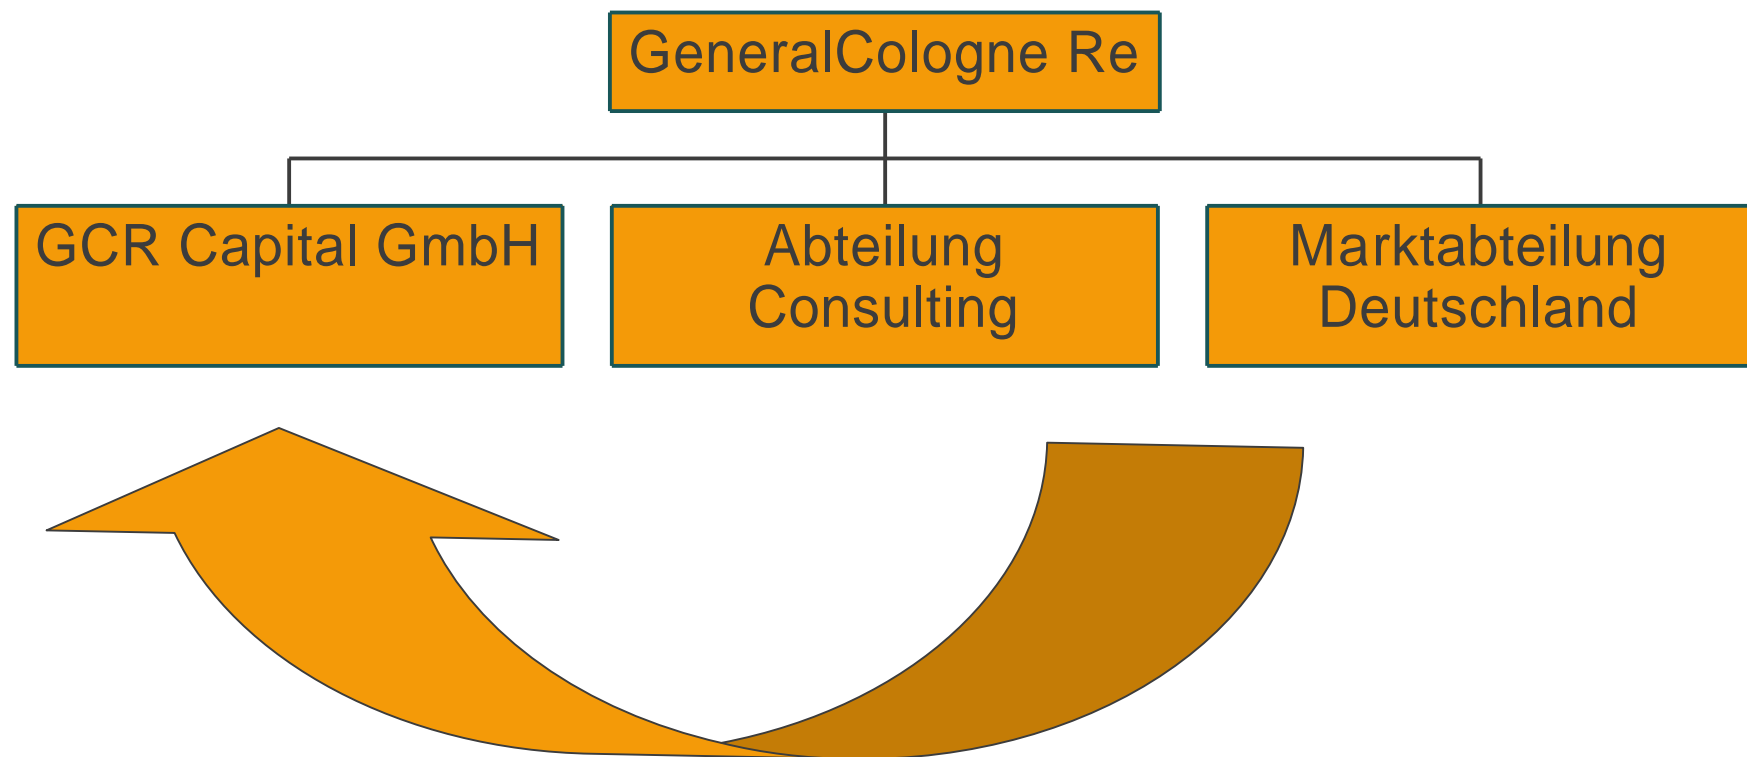 GeneralCologne Re
GCR Capital GmbH
Abteilung
Consulting
Marktabteilung
Deutschland